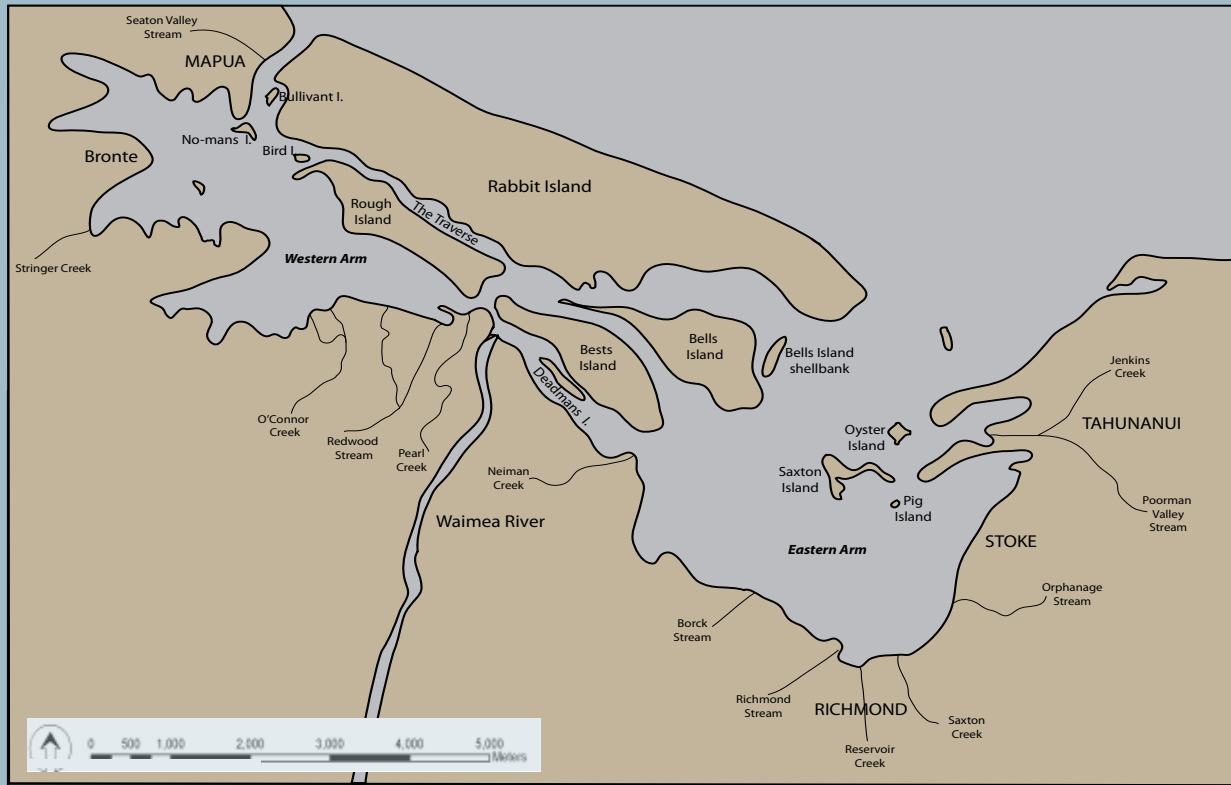 Seaton Valley
Stream
MAPUA
Bullivant I.
No-mans I.
Bird I.
Bronte
Rabbit Island
Rough
Island
The Traverse
Stringer Creek
Western Arm
Bests
Island
Bells
Island
Bells Island
shellbank
Deadmans I.
Jenkins
Creek
O'Connor
Creek
Redwood
Stream
Pearl
Creek
Neiman
Creek
Oyster
Island
TAHUNANUI
Saxton
Island
Pig
Island
Poorman
Valley
Stream
Waimea River
Eastern Arm
STOKE
Orphanage
Stream
Borck
Stream
Richmond
Stream
RICHMOND
Saxton
Creek
Reservoir
Creek
0 500 1,000 2,000 3,000 4,000 5,000
Meters